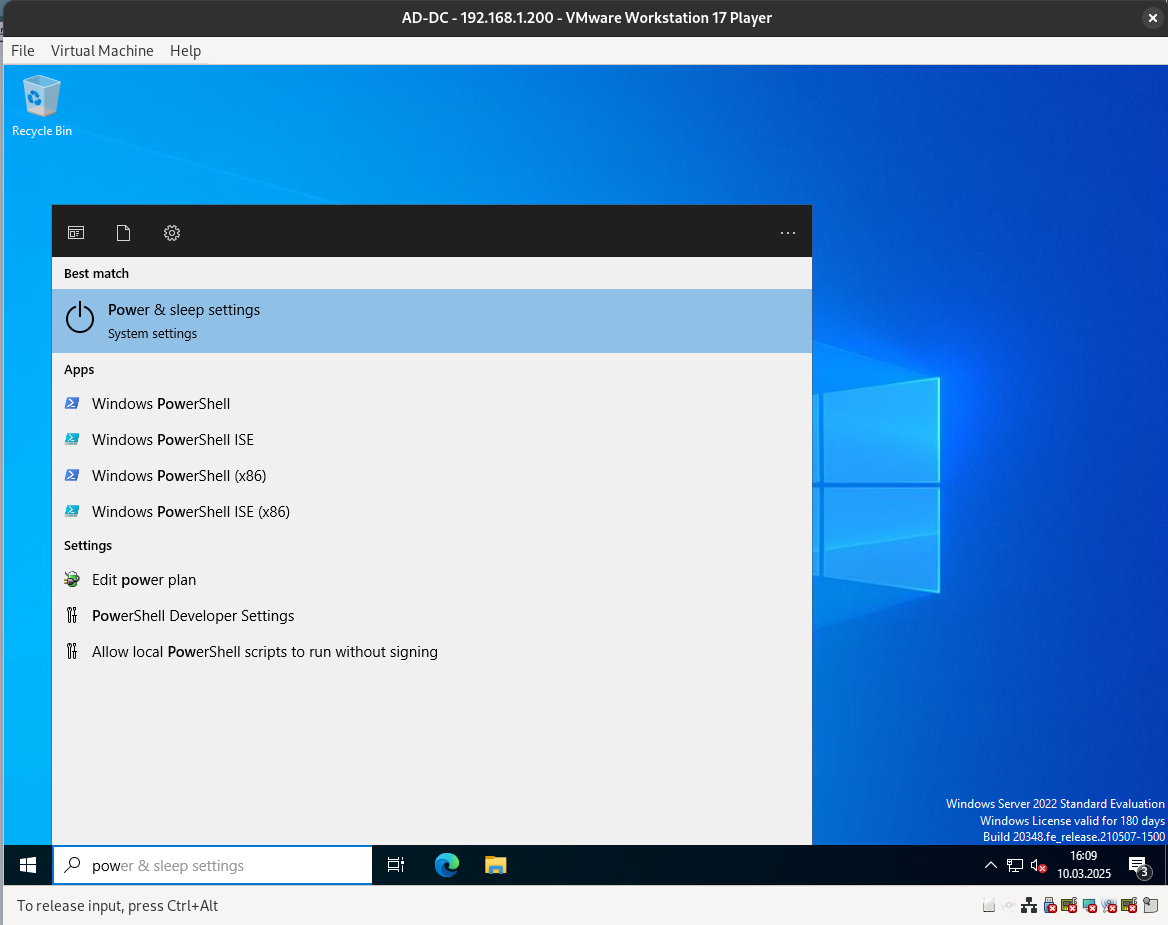 AD-DC - 192.168.1.200 - VMware Workstation 17 Player
File Virtual Machine Help
Recycle Bin
Best match
Power & sleep settings
System settings
Apps
Windows PowerShell
Windows PowerShell ISE
Windows PowerShell (x86)
Windows PowerShell ISE (x86)
Settings
Edit power plan
PowerShell Developer Settings
Allow local PowerShell scripts to run without signing
Windows Server 2022 Standard Evaluation
Windows License valid for 180 days
Build 20348.fe_release.210507-1500
power & sleep settings
16:09
10.03.2025
3
To release input, press Ctrl+Alt